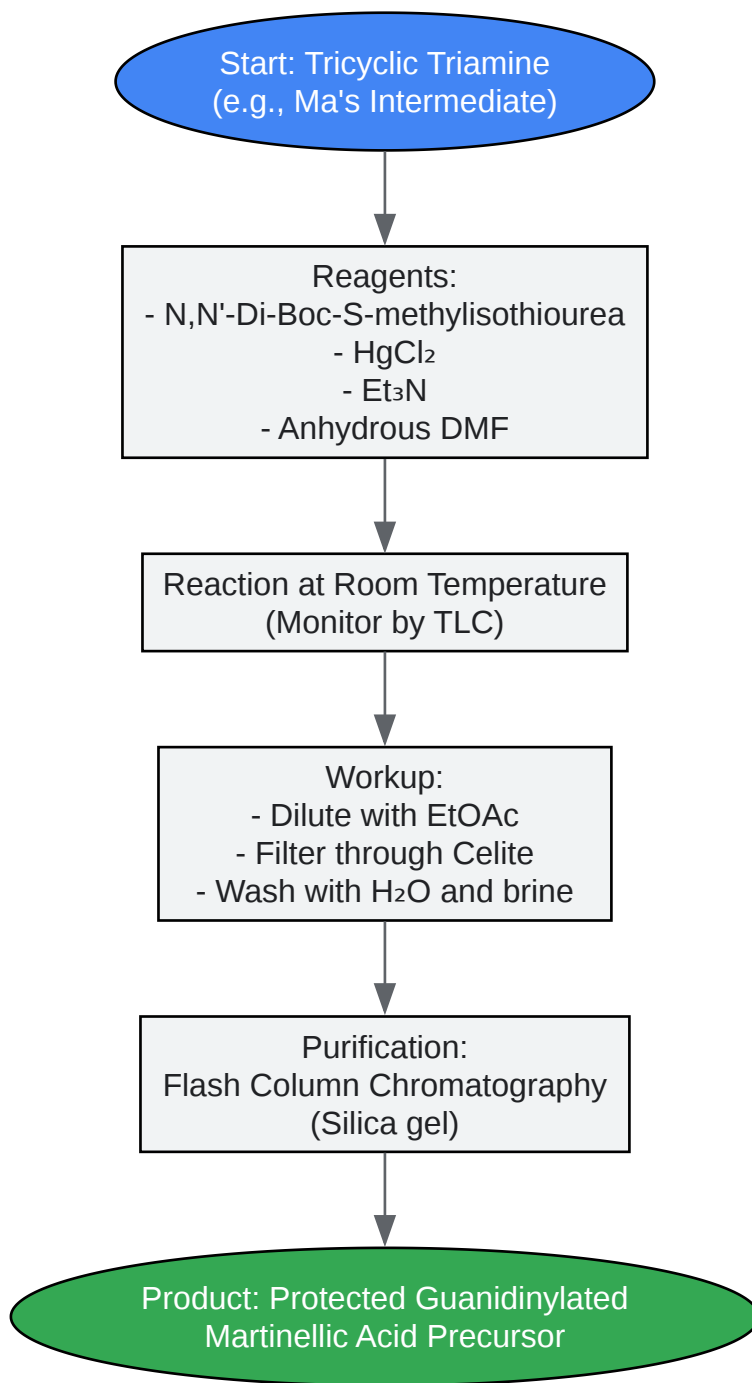 Start: Tricyclic Triamine
(e.g., Ma's Intermediate)
Reagents:
- N,N'-Di-Boc-S-methylisothiourea
- HgCl₂
- Et₃N
- Anhydrous DMF
Reaction at Room Temperature
(Monitor by TLC)
Workup:
- Dilute with EtOAc
- Filter through Celite
- Wash with H₂O and brine
Purification:
Flash Column Chromatography
(Silica gel)
Product: Protected Guanidinylated
Martinellic Acid Precursor